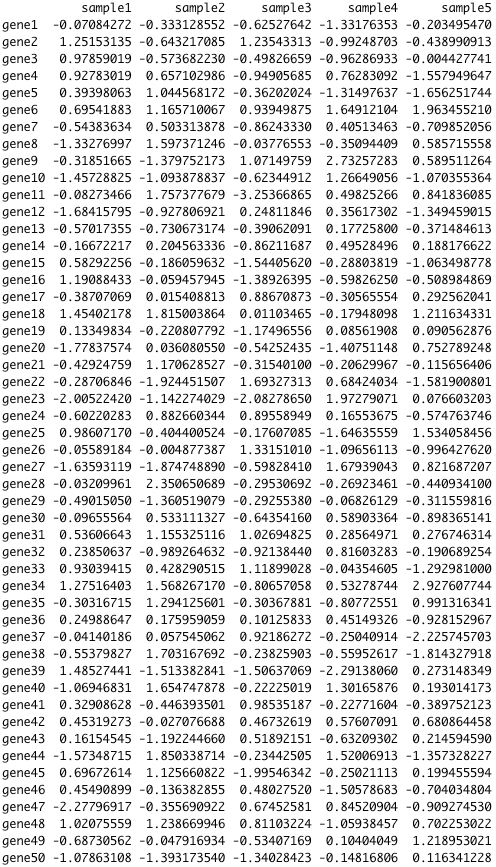 sample1 sample2 sample3 sample4 sample5
gene1 -0.07084272 -0.333128552 -0.62527642 -1.33176353 -0.203495470
gene2 1.25153135 -0.643217085 1.23543313 -0.99248703 -0.438990913
gene3 0.97859019 -0.573682230 -0.49826659 -0.96286933 -0.004427741
gene4 0.92783019 0.657102986 -0.94905685 0.76283092 -1.557949647
gene5 0.39398063 1.044568172 -0.36202024 -1.31497637 -1.656251744
gene6 0.69541883 1.165710067 0.93949875 1.64912104 1.963455210
gene7 -0.54383634 0.503313878 -0.86243330 0.40513463 -0.709852056
gene8 -1.33276997 1.597371246 -0.03776553 -0.35094409 0.585715558
gene9 -0.31851665 -1.379752173 1.07149759 2.73257283 0.589511264
gene10 -1.45728825 -1.093878837 -0.62344912 1.26649056 -1.070355364
gene11 -0.08273466 1.757377679 -3.25366865 0.49825266 0.841836085
gene12 -1.68415795 -0.927806921 0.24811846 0.35617302 -1.349459015
gene13 -0.57017355 -0.730673174 -0.39062091 0.17725800 -0.371484613
gene14 -0.16672217 0.204563336 -0.86211687 0.49528496 0.188176622
gene15 0.58292256 -0.186059632 -1.54405620 -0.28803819 -1.063498778
gene16 1.19088433 -0.059457945 -1.38926395 -0.59826250 -0.508984869
gene17 -0.38707069 0.015408813 0.88670873 -0.30565554 0.292562041
gene18 1.45402178 1.815003864 0.01103465 -0.17948098 1.211634331
gene19 0.13349834 -0.220807792 -1.17496556 0.08561908 0.090562876
gene20 -1.77837574 0.036080550 -0.54252435 -1.40751148 0.752789248
gene21 -0.42924759 1.170628527 -0.31540100 -0.20629967 -0.115656406
gene22 -0.28706846 -1.924451507 1.69327313 0.68424034 -1.581900801
gene23 -2.00522420 -1.142274029 -2.08278650 1.97279071 0.076603203
gene24 -0.60220283 0.882660344 0.89558949 0.16553675 -0.574763746
gene25 0.98607170 -0.404400524 -0.17607085 -1.64635559 1.534058456
gene26 -0.05589184 -0.004877387 1.33151010 -1.09656113 -0.996427620
gene27 -1.63593119 -1.874748890 -0.59828410 1.67939043 0.821687207
gene28 -0.03209961 2.350650689 -0.29530692 -0.26923461 -0.440934100
gene29 -0.49015050 -1.360519079 -0.29255380 -0.06826129 -0.311559816
gene30 -0.09655564 0.533111327 -0.64354160 0.58903364 -0.898365141
gene31 0.53606643 1.155325116 1.02694825 0.28564971 0.276746314
gene32 0.23850637 -0.989264632 -0.92138440 0.81603283 -0.190689254
gene33 0.93039415 0.428290515 1.11899028 -0.04354605 -1.292981000
gene34 1.27516403 1.568267170 -0.80657058 0.53278744 2.927607744
gene35 -0.30316715 1.294125601 -0.30367881 -0.80772551 0.991316341
gene36 0.24988647 0.175959059 0.10125833 0.45149326 -0.928152967
gene37 -0.04140186 0.057545062 0.92186272 -0.25040914 -2.225745703
gene38 -0.55379827 1.703167692 -0.23825903 -0.55952617 -1.814327918
gene39 1.48527441 -1.513382841 -1.50637069 -2.29138060 0.273148349
gene40 -1.06946831 1.654747878 -0.22225019 1.30165876 0.193014173
gene41 0.32908628 -0.446393501 0.98535187 -0.22771604 -0.389752123
gene42 0.45319273 -0.027076688 0.46732619 0.57607091 0.680864458
gene43 0.16154545 -1.192244660 0.51892151 -0.63209302 0.214594590
gene44 -1.57348715 1.850338714 -0.23442505 1.52006913 -1.357328227
gene45 0.69672614 1.125660822 -1.99546342 -0.25021113 0.199455594
gene46 0.45490899 -0.136382855 0.48027520 -1.50578683 -0.704034804
gene47 -2.27796917 -0.355690922 0.67452581 0.84520904 -0.909274530
gene48 1.02075559 1.238669946 0.81103224 -1.05938457 0.702253022
gene49 -0.68730562 -0.047916934 -0.53407169 0.10404049 1.218953021
gene50 -1.07863108 -1.393173540 -1.34028423 -0.14816806 0.116341228